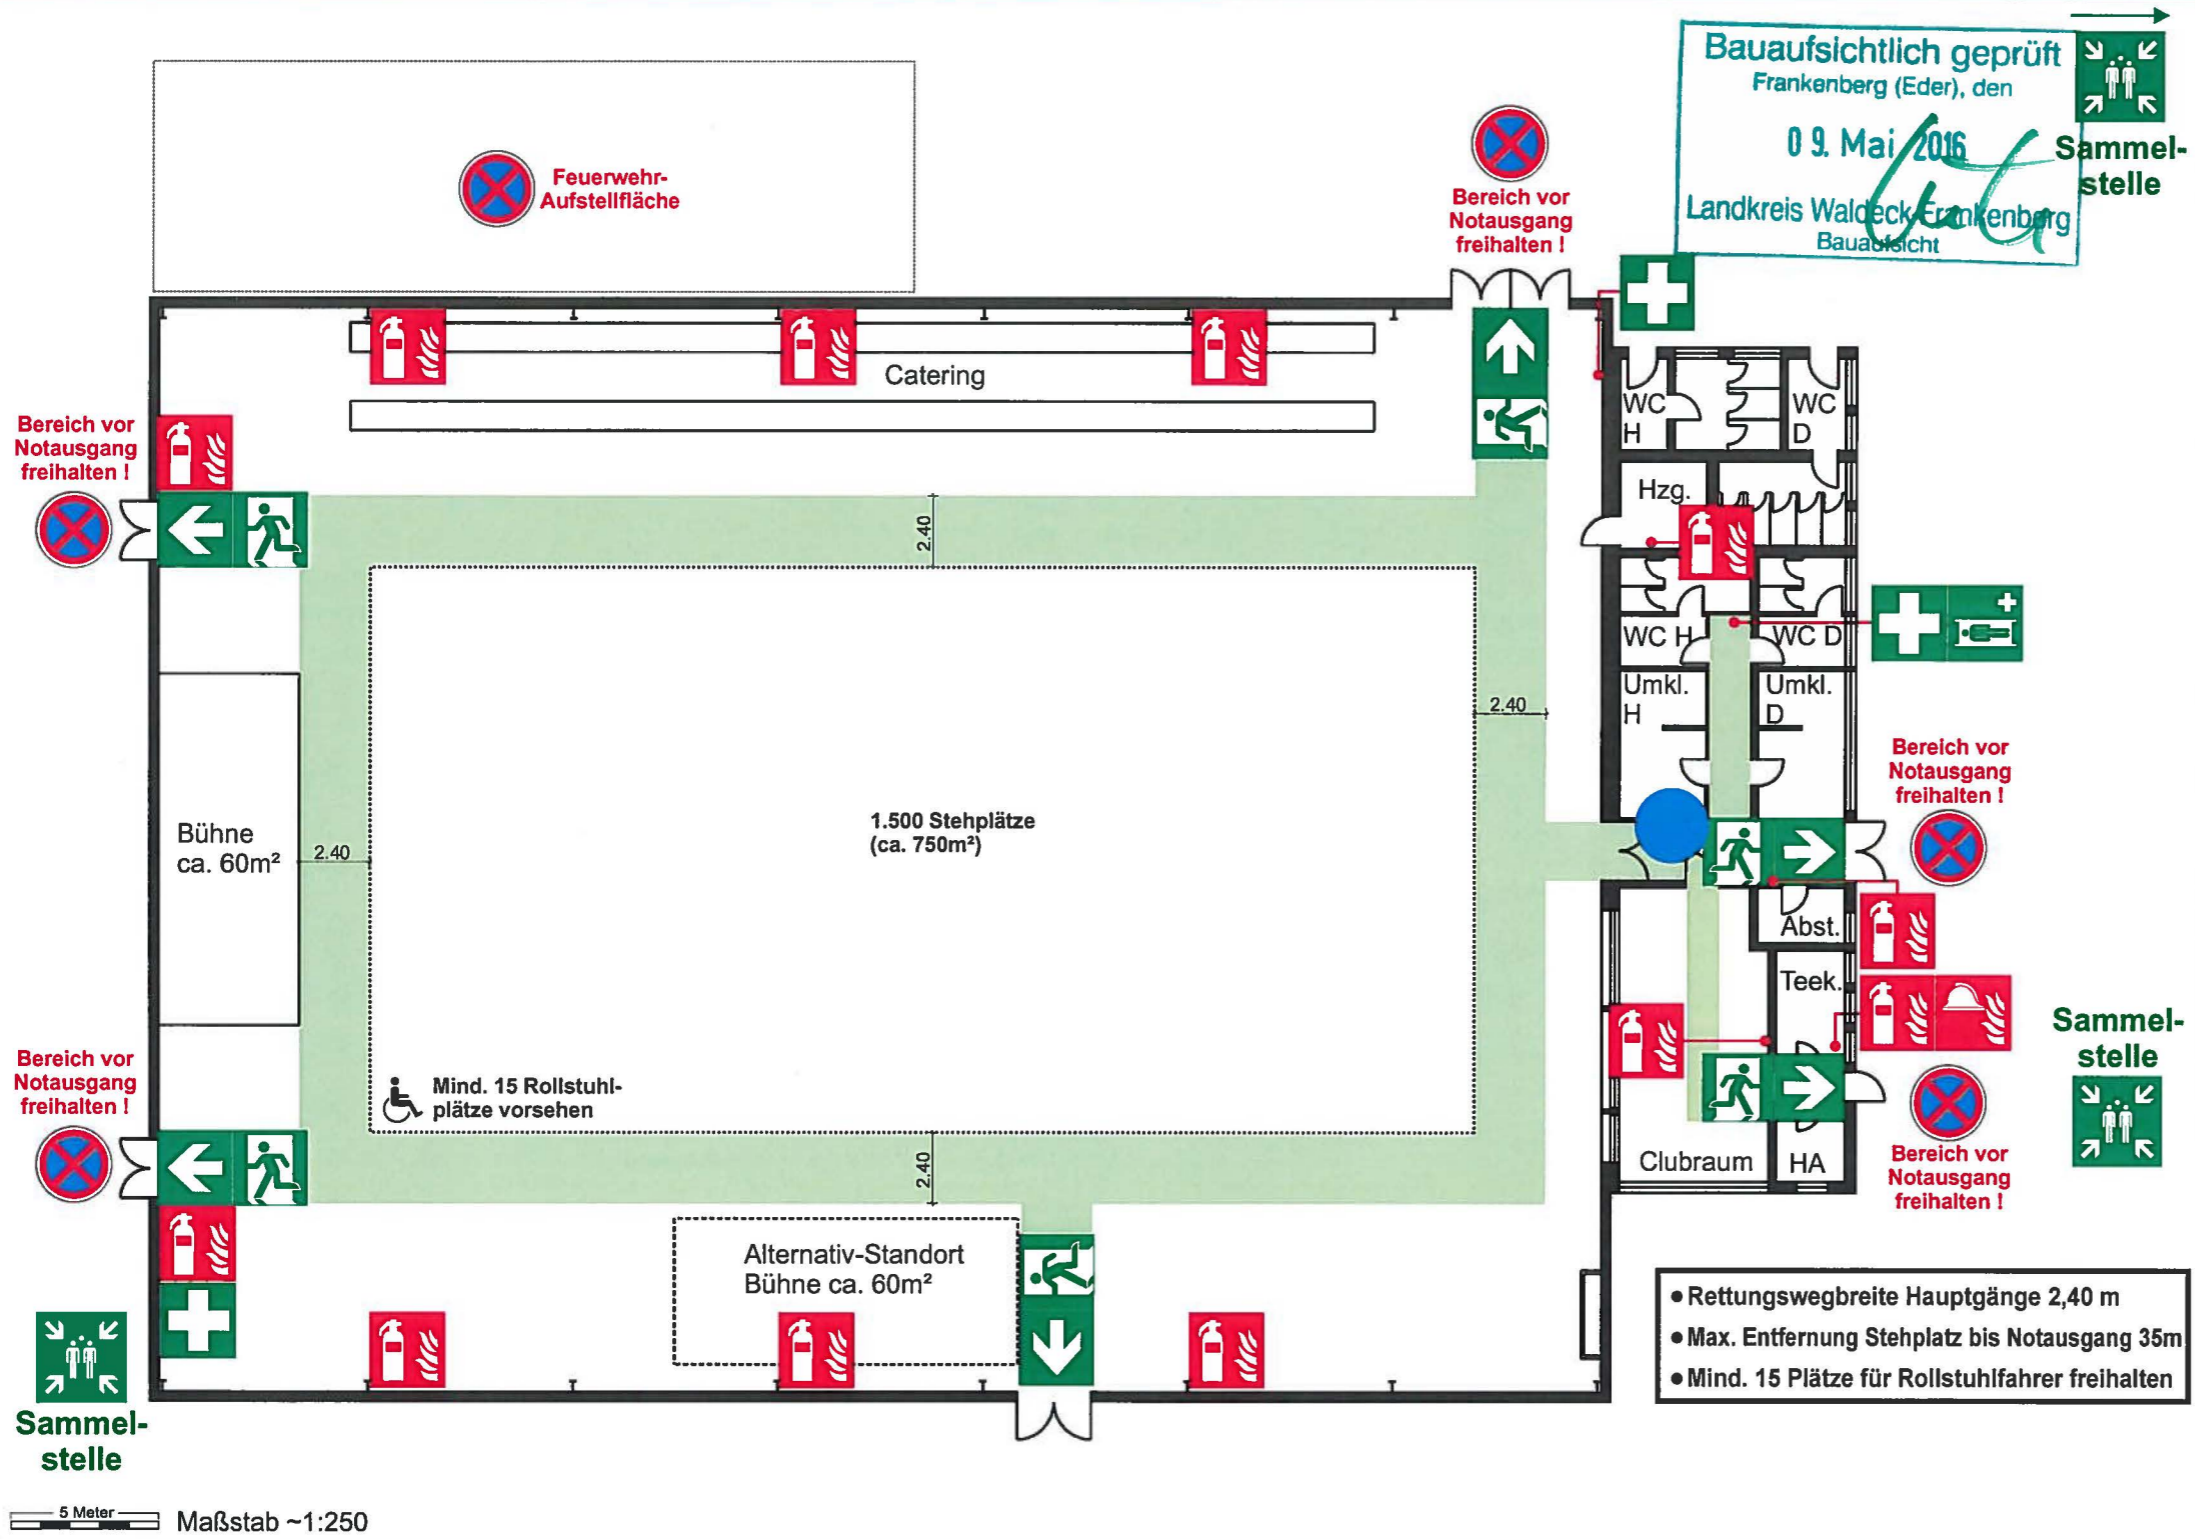 Bauaufsichtlich geprüft
Frankenberg (Eder), den
09. Mai 2016
Landkreis Waldeck-Frankenberg
Bauaufsicht
Sammel-
stelle
Feuerwehr-
Aufstellfläche
Bereich vor
Notausgang
freihalten !
Catering
WC
H
WC
D
Bereich vor
Notausgang
freihalten !
Hzg.
2.40
WC H
WC D
Umkl.
H
Umkl.
D
2.40
Bereich vor
Notausgang
freihalten !
1.500 Stehplätze
(ca. 750m²)
Bühne
ca. 60m²
2.40
Abst.
Teek.
Sammel-
stelle
Bereich vor
Notausgang
freihalten !
Mind. 15 Rollstuhl-
plätze vorsehen
2.40
Clubraum
HA
Bereich vor
Notausgang
freihalten !
Alternativ-Standort
Bühne ca. 60m²
• Rettungswegbreite Hauptgänge 2,40 m
• Max. Entfernung Stehplatz bis Notausgang 35m
• Mind. 15 Plätze für Rollstuhlfahrer freihalten
Sammel-
stelle
5 Meter
Maßstab ~1:250